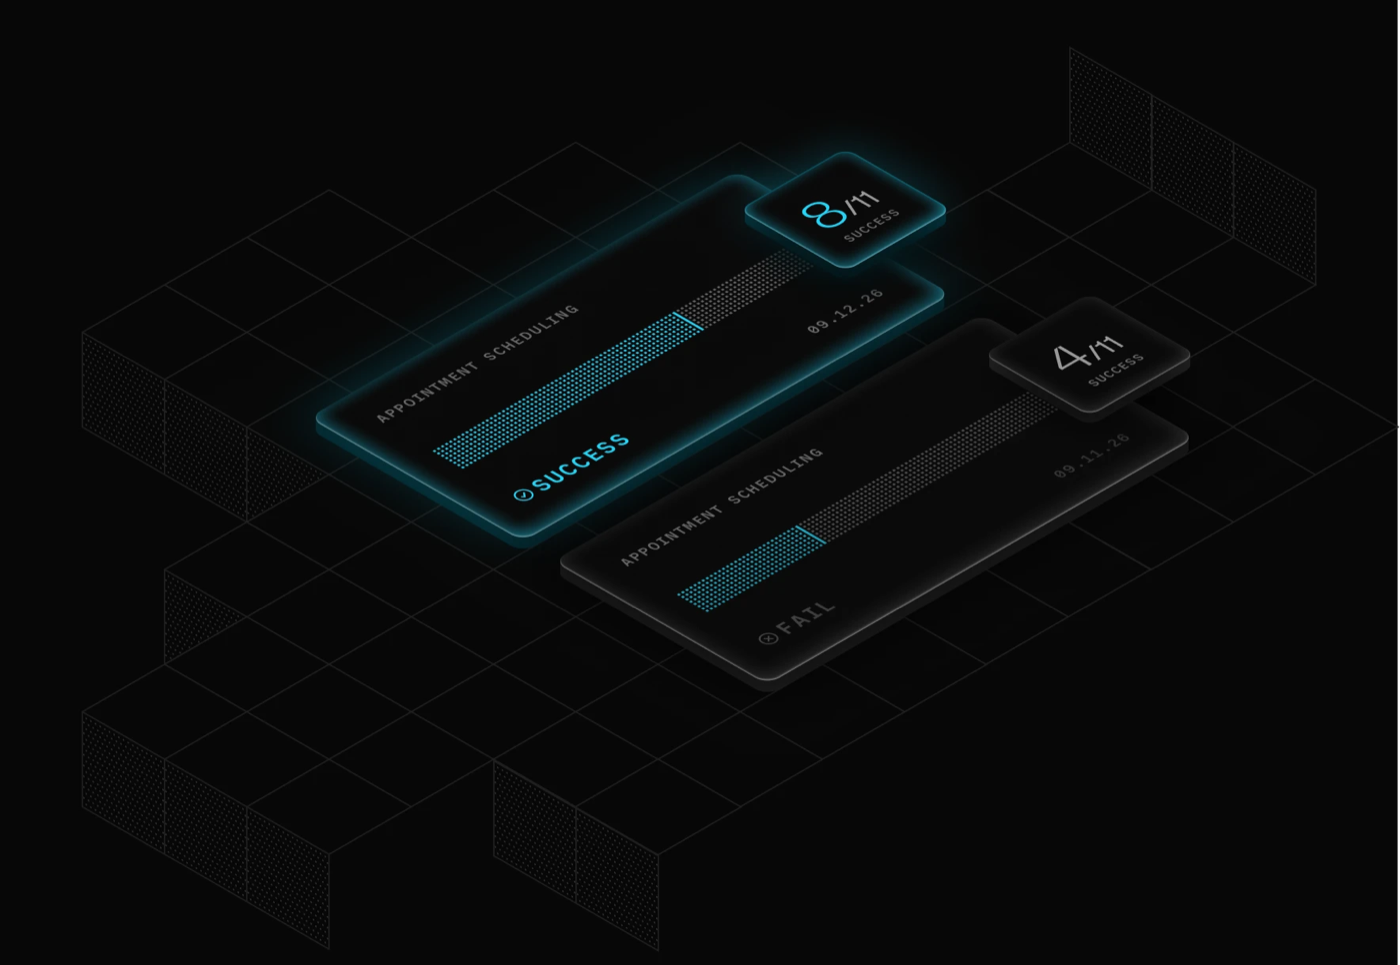 8/11
SUCCESS
APPOINTMENT SCHEDULING
09.12.26
SUCCESS
4/11
SUCCESS
APPOINTMENT SCHEDULING
09.11.26
FAIL